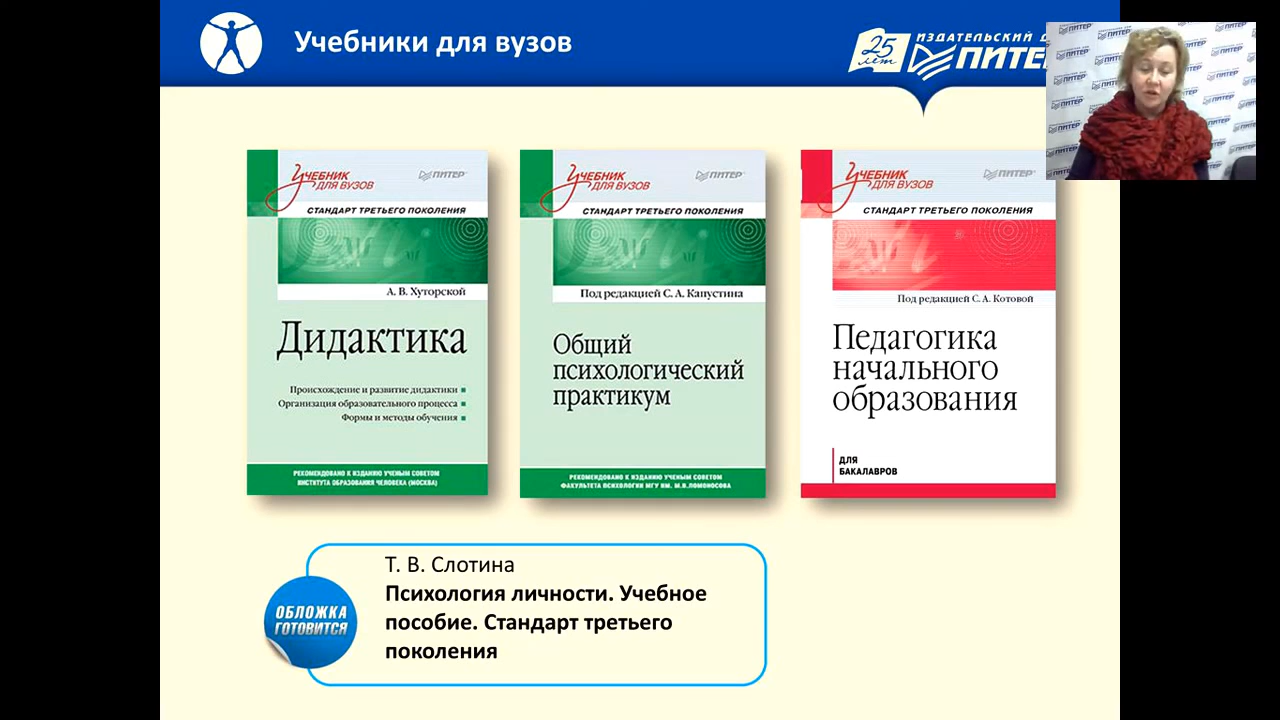 Учебники для вузов
25 лет
ИЗДАТЕЛЬСКИЙ
ПИТЕР
ПИТЕР
УЧЕБНИК
ДЛЯ ВУЗОВ
ПИТЕР
СТАНДАРТ ТРЕТЬЕГО ПОКОЛЕНИЯ
А. В. Хуторской
Дидактика
Происхождение и развитие дидактики
Организация образовательного процесса
Формы и методы обучения
РЕКОМЕНДОВАНО К ИЗДАНИЮ УЧЕНЫМ СОВЕТОМ
ИНСТИТУТА ОБРАЗОВАНИЯ ЧЕЛОВЕКА (МОСКВА)
УЧЕБНИК
ДЛЯ ВУЗОВ
ПИТЕР
СТАНДАРТ ТРЕТЬЕГО ПОКОЛЕНИЯ
Под редакцией С. А. Капустина
Общий
психологический
практикум
РЕКОМЕНДОВАНО К ИЗДАНИЮ УЧЕНЫМ СОВЕТОМ
ФАКУЛЬТЕТА ПСИХОЛОГИИ МГУ ИМ. М.В.ЛОМОНОСОВА
УЧЕБНИК
ДЛЯ ВУЗОВ
ПИТЕР
СТАНДАРТ ТРЕТЬЕГО ПОКОЛЕНИЯ
Под редакцией С. А. Котовой
Педагогика
начального
образования
ДЛЯ
БАКАЛАВРОВ
ОБЛОЖКА
ГОТОВИТСЯ
Т. В. Слотина
Психология личности. Учебное
пособие. Стандарт третьего
поколения